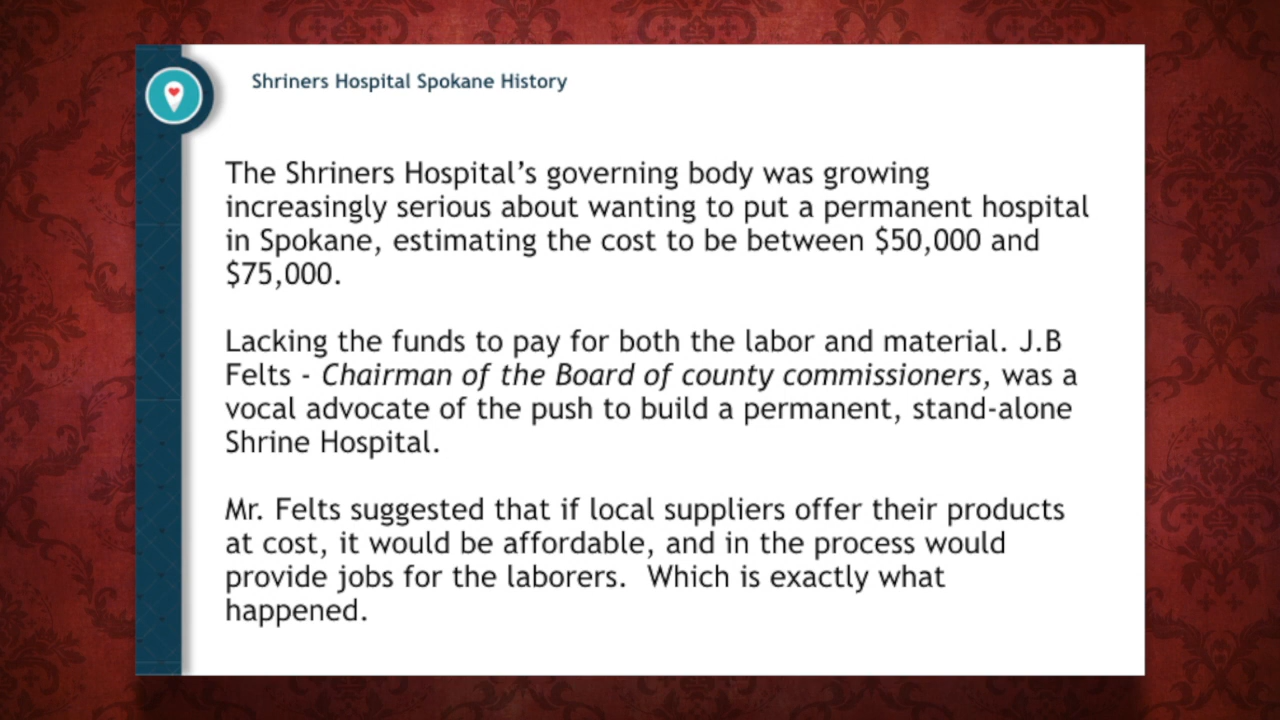 Shriners Hospital Spokane History
The Shriners Hospital’s governing body was growing
increasingly serious about wanting to put a permanent hospital
in Spokane, estimating the cost to be between $50,000 and
$75,000.
Lacking the funds to pay for both the labor and material. J.B
Felts - Chairman of the Board of county commissioners, was a
vocal advocate of the push to build a permanent, stand-alone
Shrine Hospital.
Mr. Felts suggested that if local suppliers offer their products
at cost, it would be affordable, and in the process would
provide jobs for the laborers.  Which is exactly what
happened.